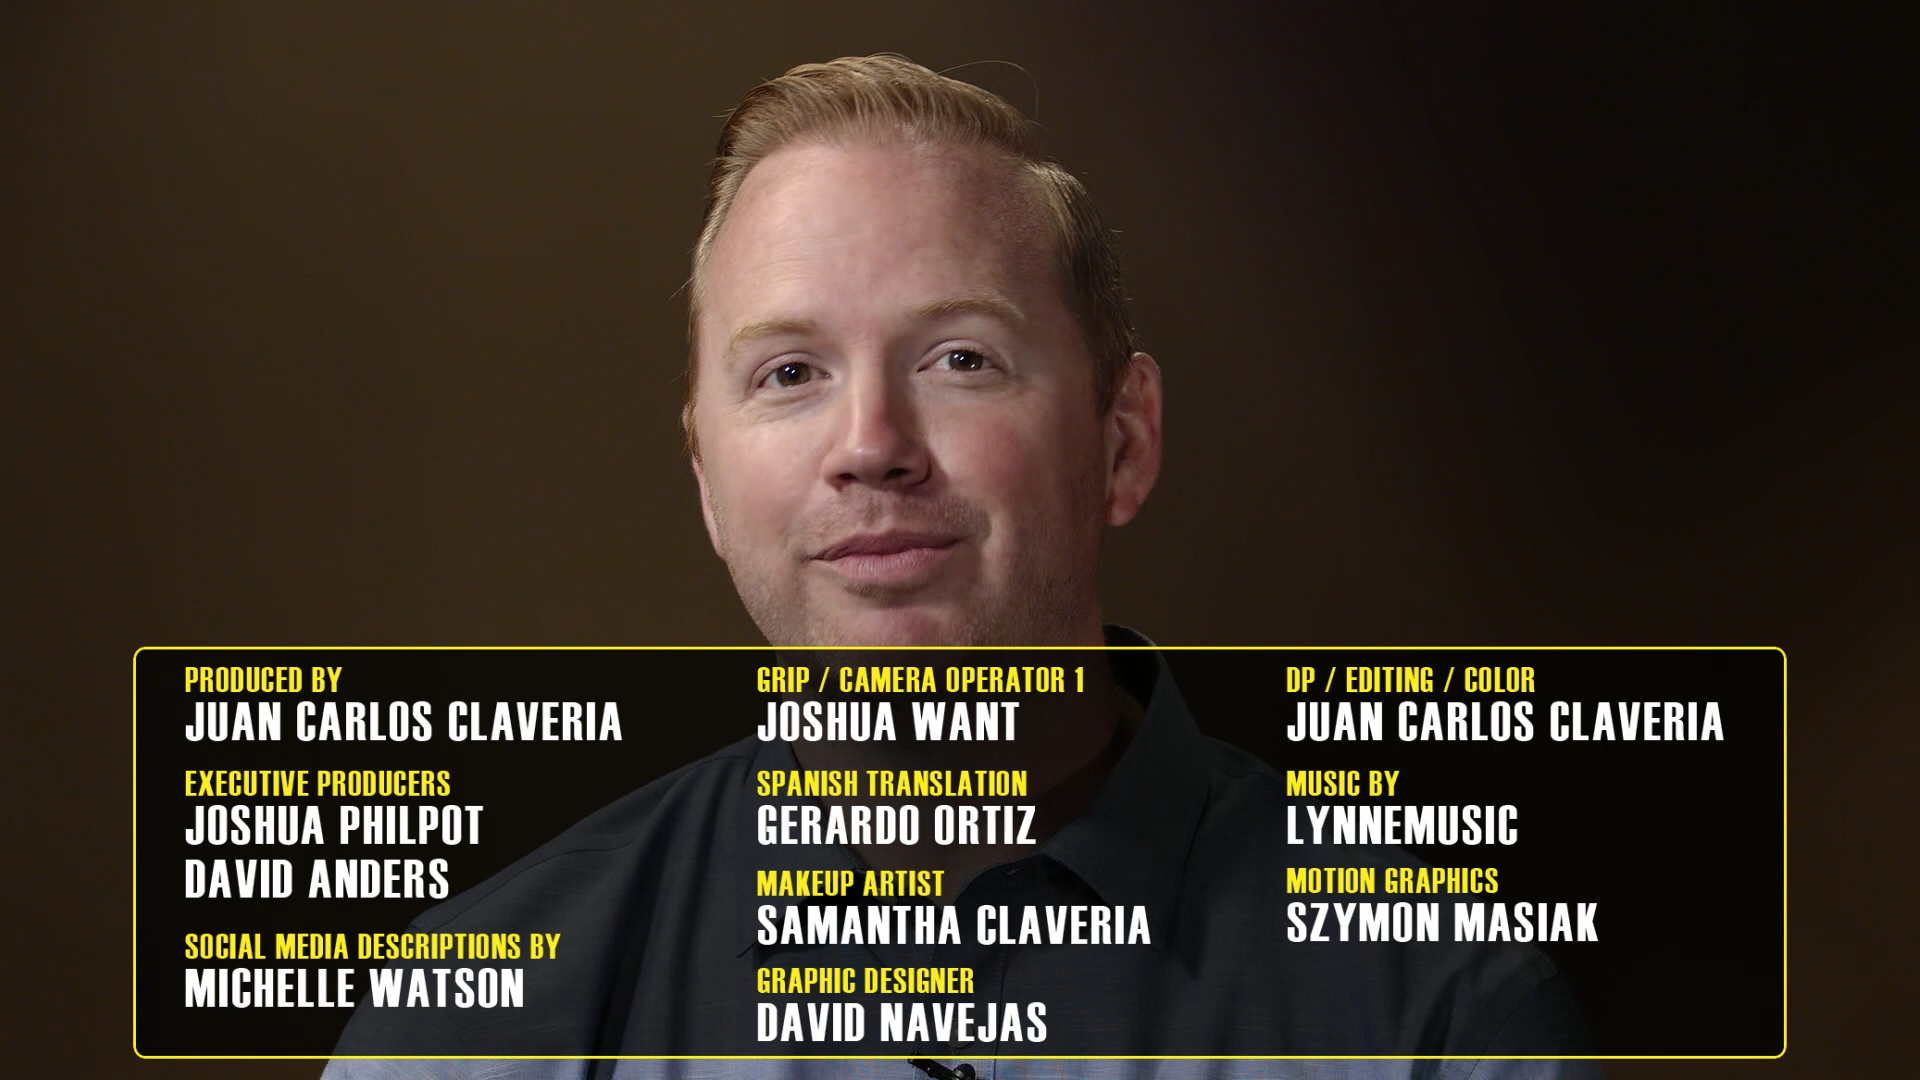 PRODUCED BY
JUAN CARLOS CLAVERIA
EXECUTIVE PRODUCERS
JOSHUA PHILPOT
DAVID ANDERS
SOCIAL MEDIA DESCRIPTIONS BY
MICHELLE WATSON
GRIP / CAMERA OPERATOR 1
JOSHUA WANT
SPANISH TRANSLATION
GERARDO ORTIZ
MAKEUP ARTIST
SAMANTHA CLAVERIA
GRAPHIC DESIGNER
DAVID NAVEJAS
DP / EDITING / COLOR
JUAN CARLOS CLAVERIA
MUSIC BY
LYNNEMUSIC
MOTION GRAPHICS
SZYMON MASIAK